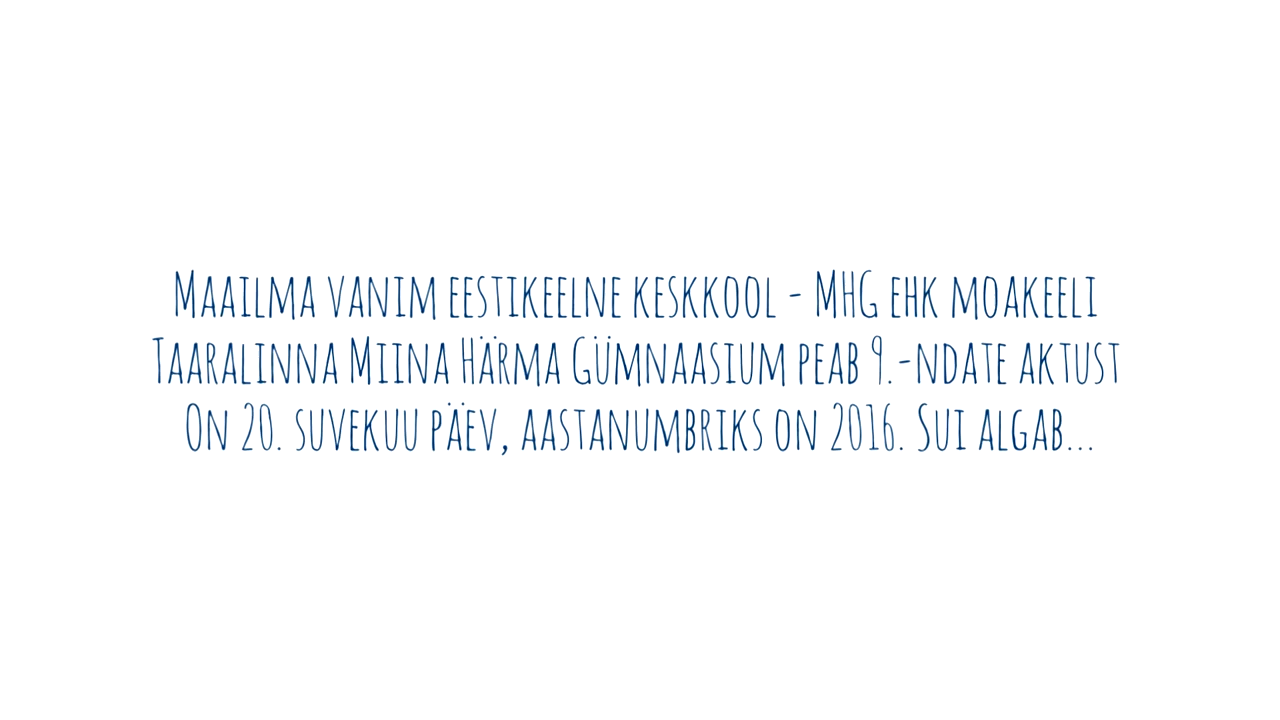 Maailma vanim eestikeelne keskkool - MHG ehk moakeeli
Taaralinna Miina Härma Gümnaasium peab 9.-ndate aktust
On 20. suvekuu päev, aastanumbriks on 2016. Sui algab...